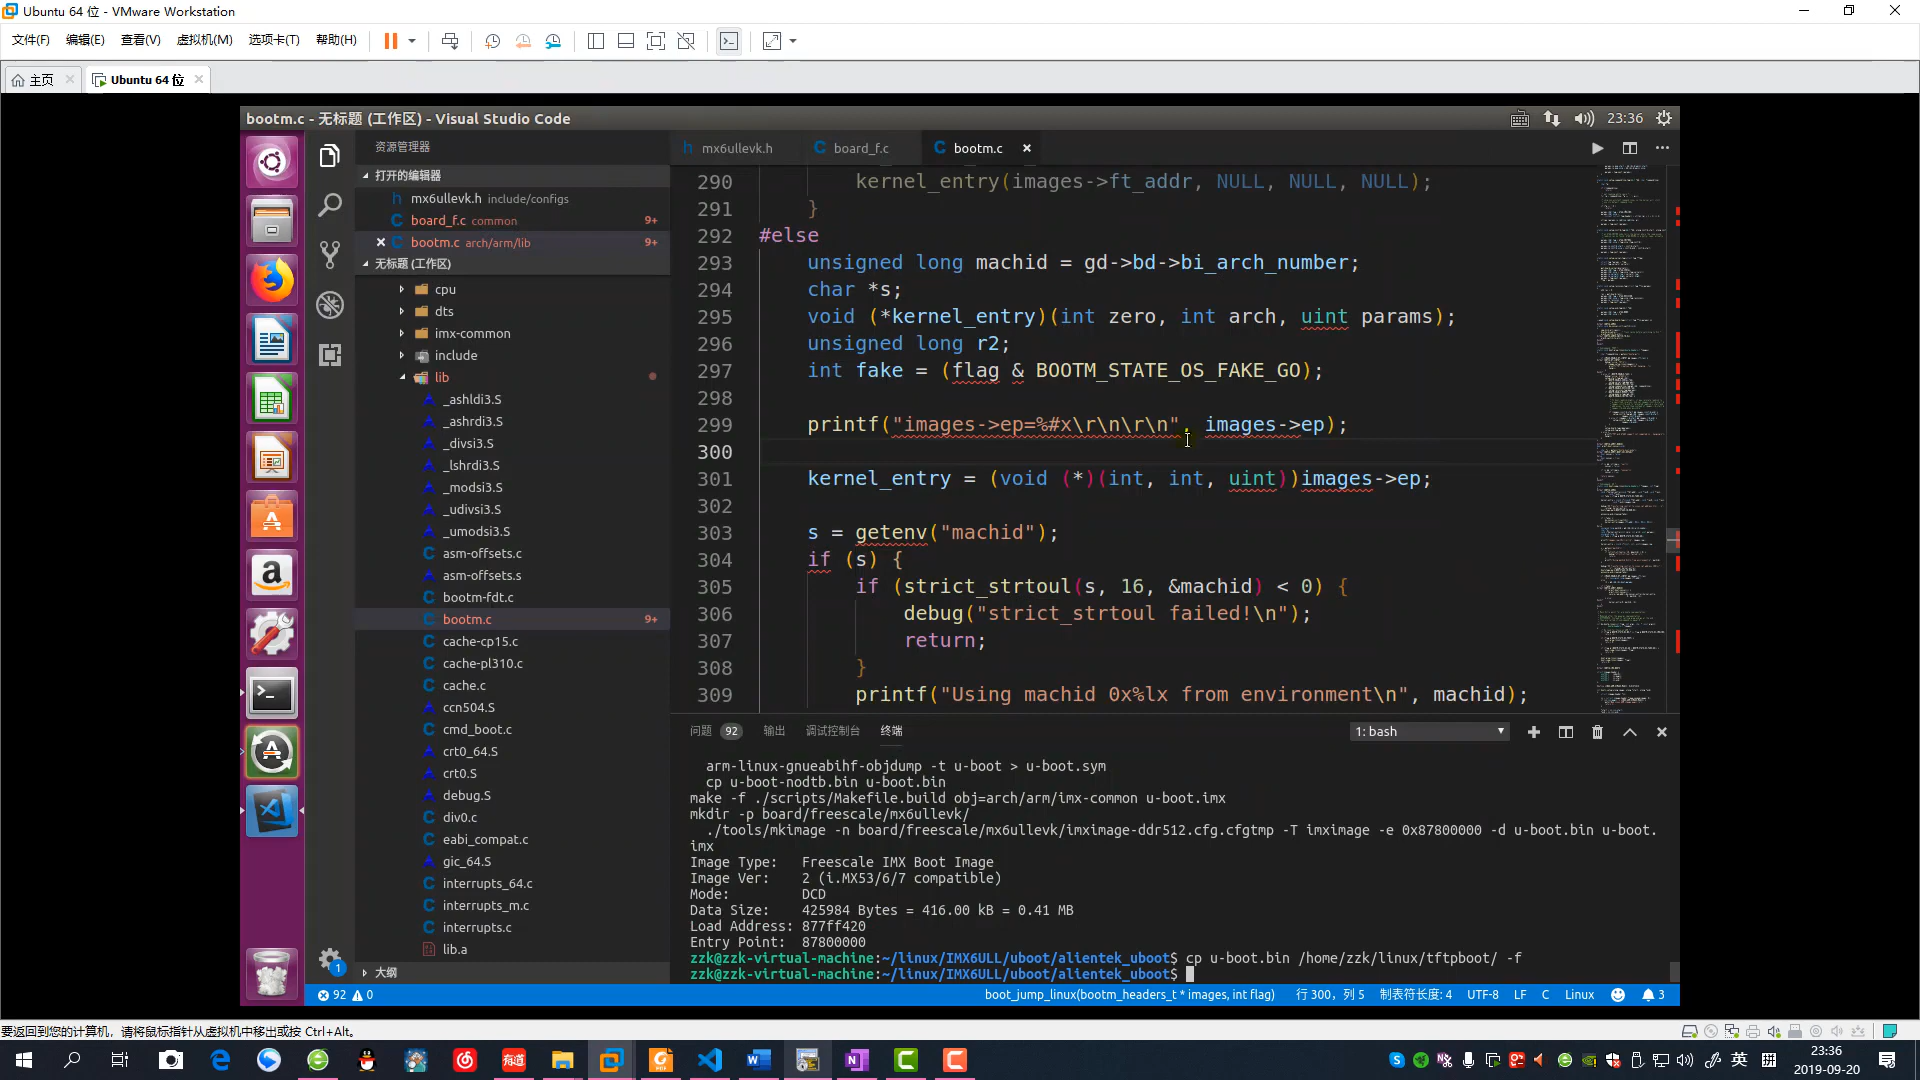 Ubuntu 64 位 - VMware Workstation
文件(F) 编辑(E) 查看(V) 虚拟机(M) 选项卡(T) 帮助(H)
主页 Ubuntu 64 位
bootm.c - 无标题 (工作区) - Visual Studio Code 23:36
资源管理器
mx6ullevk.h board_f.c bootm.c
打开的编辑器
mx6ullevk.h include/configs
board_f.c common 9+
bootm.c arch/arm/lib 9+
无标题 (工作区)
cpu
dts
imx-common
include
lib
_ashldi3.S
_ashrdi3.S
_divsi3.S
_lshrdi3.S
_modsi3.S
_udivsi3.S
_umodsi3.S
asm-offsets.c
asm-offsets.s
bootm-fdt.c
bootm.c 9+
cache-cp15.c
cache-pl310.c
cache.c
ccn504.S
cmd_boot.c
crt0_64.S
crt0.S
debug.S
div0.c
eabi_compat.c
gic_64.S
interrupts_64.c
interrupts_m.c
interrupts.c
lib.a
大纲
290 kernel_entry(images->ft_addr, NULL, NULL, NULL);
291 }
292 #else
293 unsigned long machid = gd->bd->bi_arch_number;
294 char *s;
295 void (*kernel_entry)(int zero, int arch, uint params);
296 unsigned long r2;
297 int fake = (flag & BOOTM_STATE_OS_FAKE_GO);
298
299 printf("images->ep=%#x\r\n\r\n", images->ep);
300
301 kernel_entry = (void (*)(int, int, uint))images->ep;
302
303 s = getenv("machid");
304 if (s) {
305 if (strict_strtoul(s, 16, &machid) < 0) {
306 debug("strict_strtoul failed!\n");
307 return;
308 }
309 printf("Using machid 0x%lx from environment\n", machid);
问题 92 输出 调试控制台 终端 1: bash
arm-linux-gnueabihf-objdump -t u-boot > u-boot.sym
cp u-boot-nodtb.bin u-boot.bin
make -f ./scripts/Makefile.build obj=arch/arm/imx-common u-boot.imx
mkdir -p board/freescale/mx6ullevk/
./tools/mkimage -n board/freescale/mx6ullevk/imximage-ddr512.cfg.cfgtmp -T imximage -e 0x87800000 -d u-boot.bin u-boot.
imx
Image Type: Freescale IMX Boot Image
Image Ver: 2 (i.MX53/6/7 compatible)
Mode: DCD
Data Size: 425984 Bytes = 416.00 kB = 0.41 MB
Load Address: 877ff420
Entry Point: 87800000
zzk@zzk-virtual-machine:~/linux/IMX6ULL/uboot/alientek_uboot$ cp u-boot.bin /home/zzk/linux/tftpboot/ -f
zzk@zzk-virtual-machine:~/linux/IMX6ULL/uboot/alientek_uboot$
1
92 0 boot_jump_linux(bootm_headers_t * images, int flag) 行 300，列 5 制表符长度: 4 UTF-8 LF C Linux 3
要返回到您的计算机，请将鼠标指针从虚拟机中移出或按 Ctrl+Alt。
有道 英 拼 23:36
2019-09-20